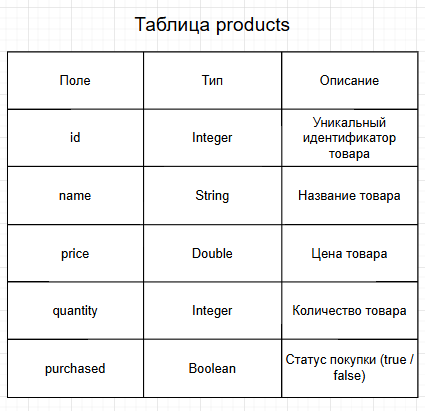 Таблица products
Поле Тип Описание
id Integer Уникальный
идентификатор
товара
name String Название товара
price Double Цена товара
quantity Integer Количество товара
purchased Boolean Статус покупки (true /
false)